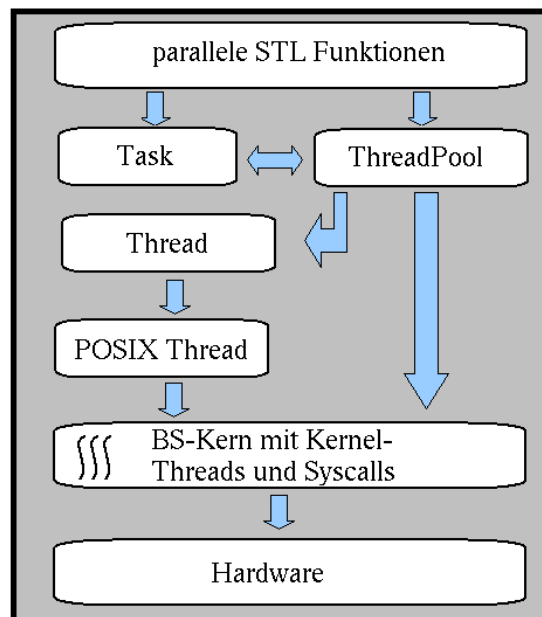 parallele STL Funktionen
Task
ThreadPool
Thread
POSIX Thread
BS-Kern mit Kernel-
Threads und Syscalls
Hardware